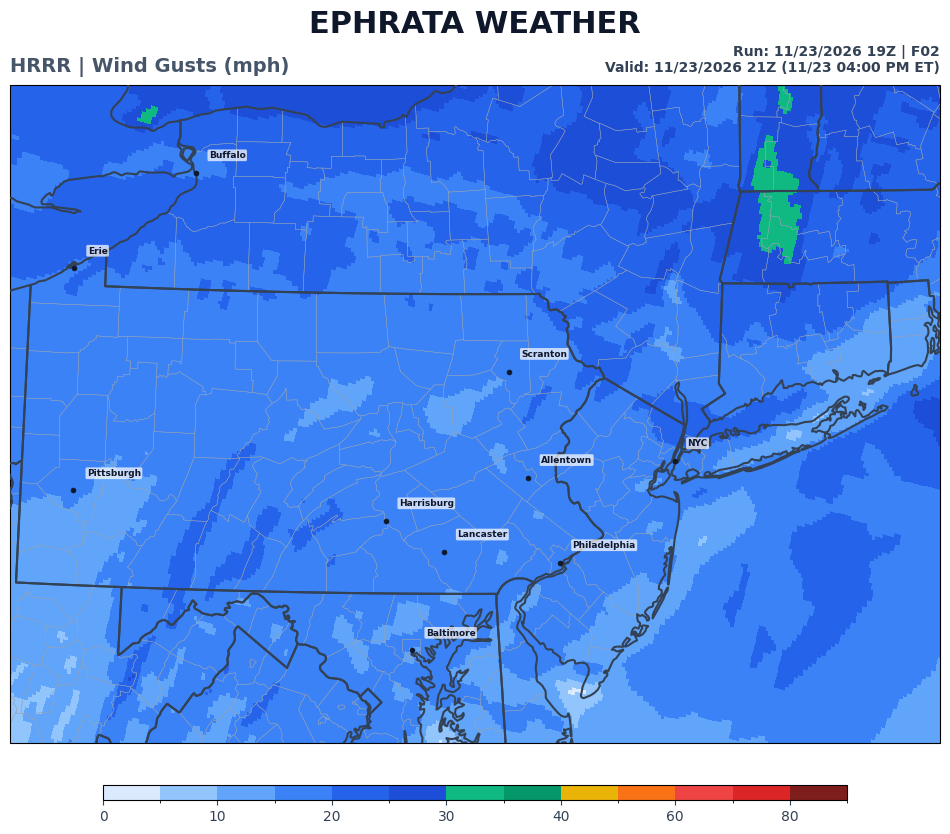 EPHRATA WEATHER
HRRR | Wind Gusts (mph)
Run: 11/23/2026 19Z | F02
Valid: 11/23/2026 21Z (11/23 04:00 PM ET)
Buffalo
Erie
Scranton
NYC
Allentown
Pittsburgh
Harrisburg
Lancaster
Philadelphia
Baltimore
0 10 20 30 40 50 60 70 80